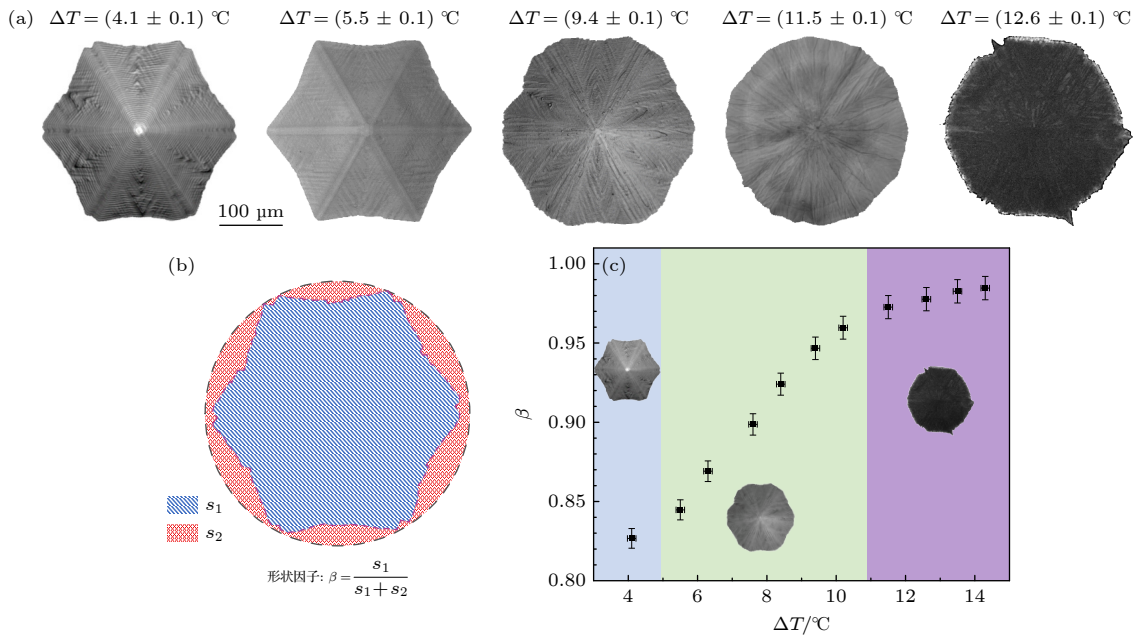 (a) ΔT = (4.1 ± 0.1) ℃ ΔT = (5.5 ± 0.1) ℃ ΔT = (9.4 ± 0.1) ℃ ΔT = (11.5 ± 0.1) ℃ ΔT = (12.6 ± 0.1) ℃
100 µm
(b)
s₁
s₂
形状因子: β = s₁/(s₁+s₂)
(c)
1.00
0.95
0.90
0.85
0.80
β
4 6 8 10 12 14
ΔT/℃